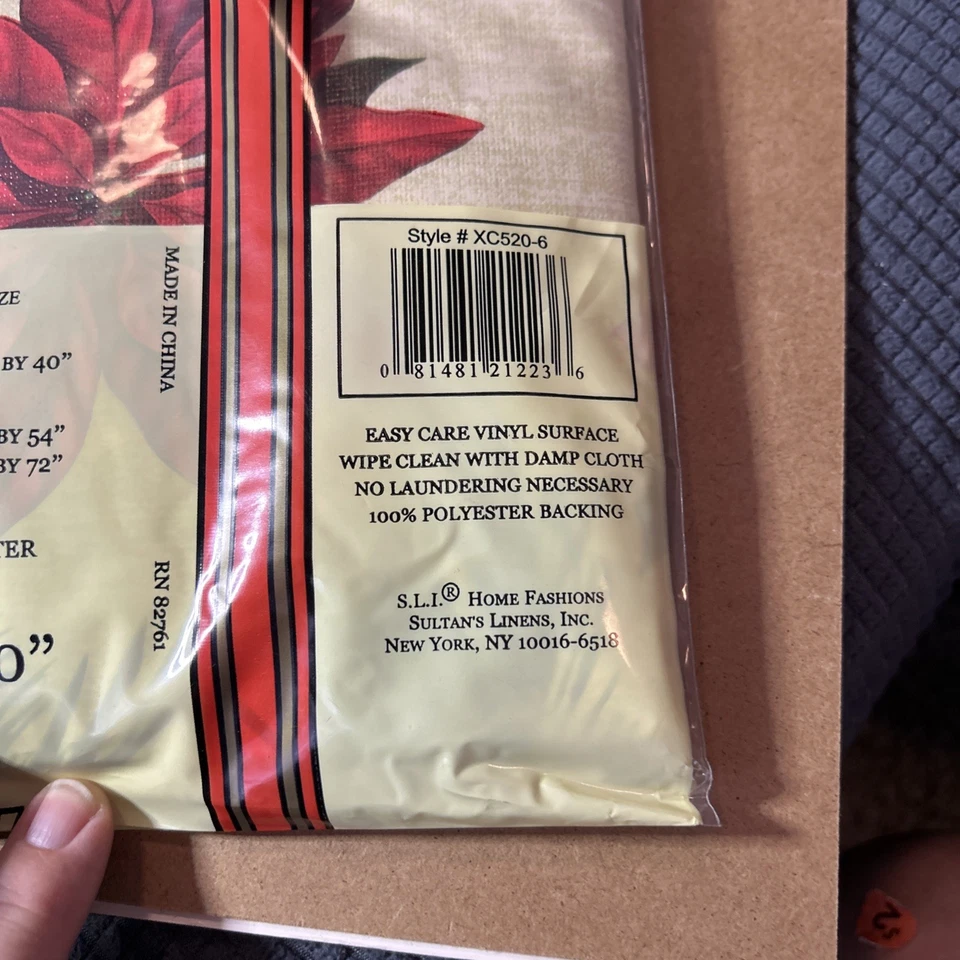 ZE
BY 40”
BY 54”
BY 72”
TER
0”
MADE IN CHINA
RN 82761
Style # XC520-6
0 81481 21223 6
EASY CARE VINYL SURFACE
WIPE CLEAN WITH DAMP CLOTH
NO LAUNDERING NECESSARY
100% POLYESTER BACKING
S.L.I.® HOME FASHIONS
SULTAN'S LINENS, INC.
NEW YORK, NY 10016-6518